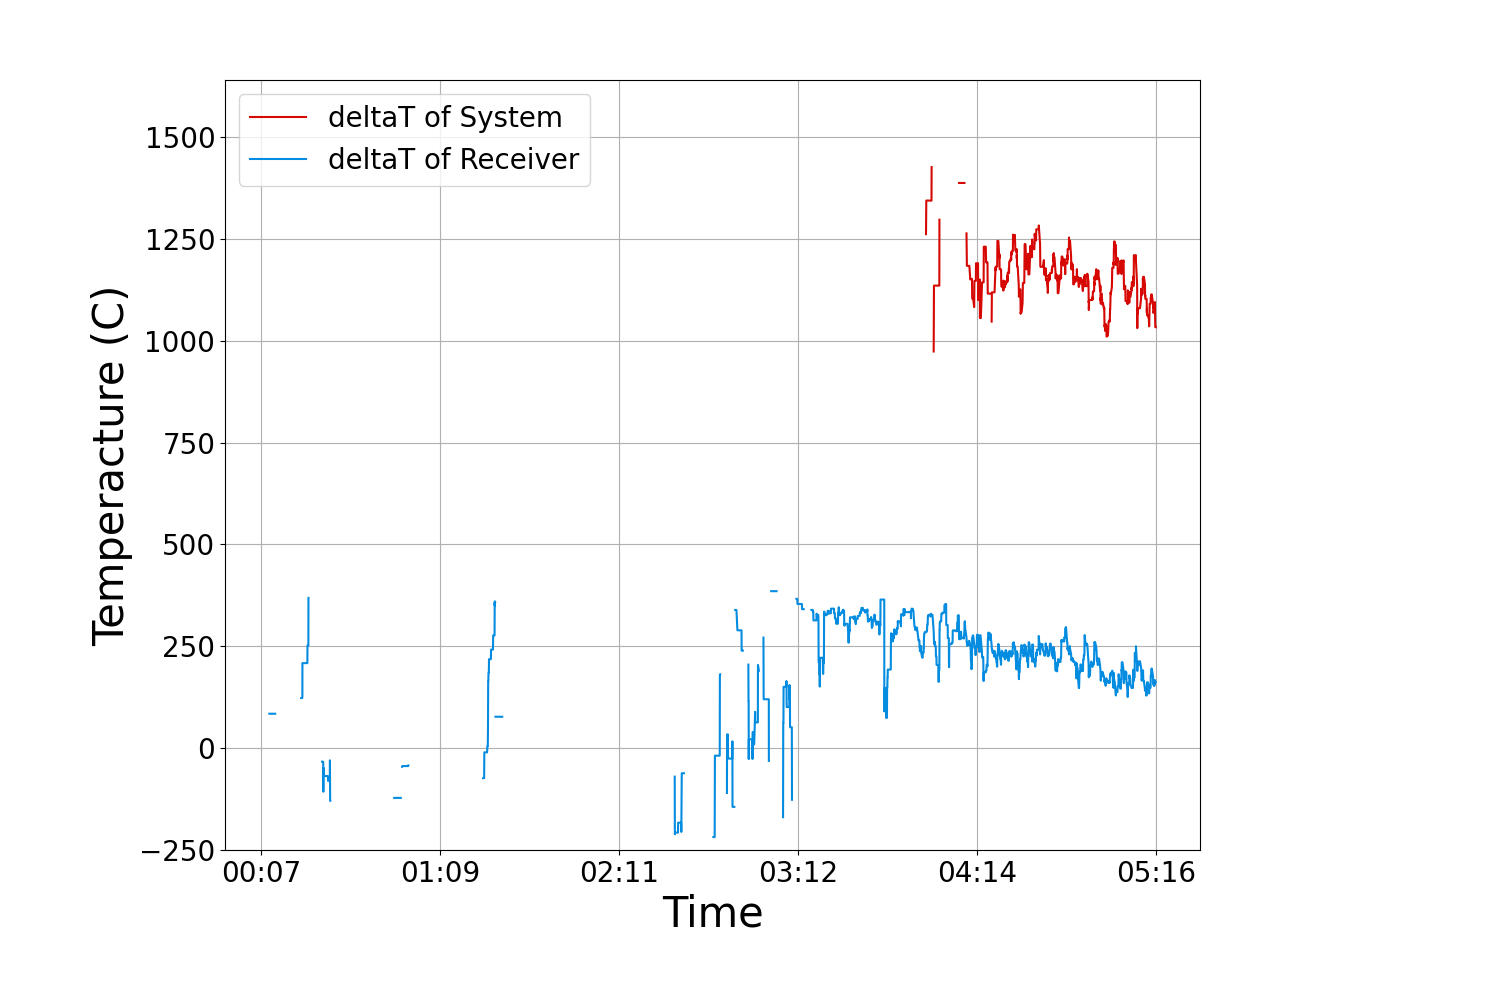 deltaT of System
deltaT of Receiver
Temperacture (C)
1500
1250
1000
750
500
250
0
−250
00:07 01:09 02:11 03:12 04:14 05:16
Time